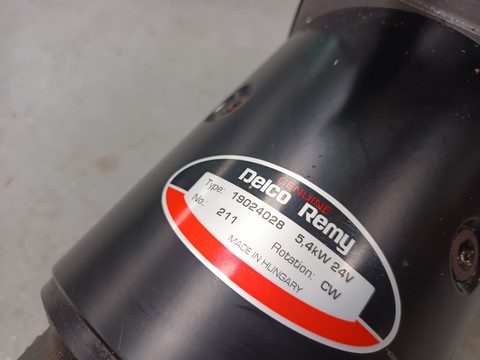 GENUINE
Delco Remy
Type: 19024028 5,4kW 24V
No.: 211 Rotation: CW
MADE IN HUNGARY